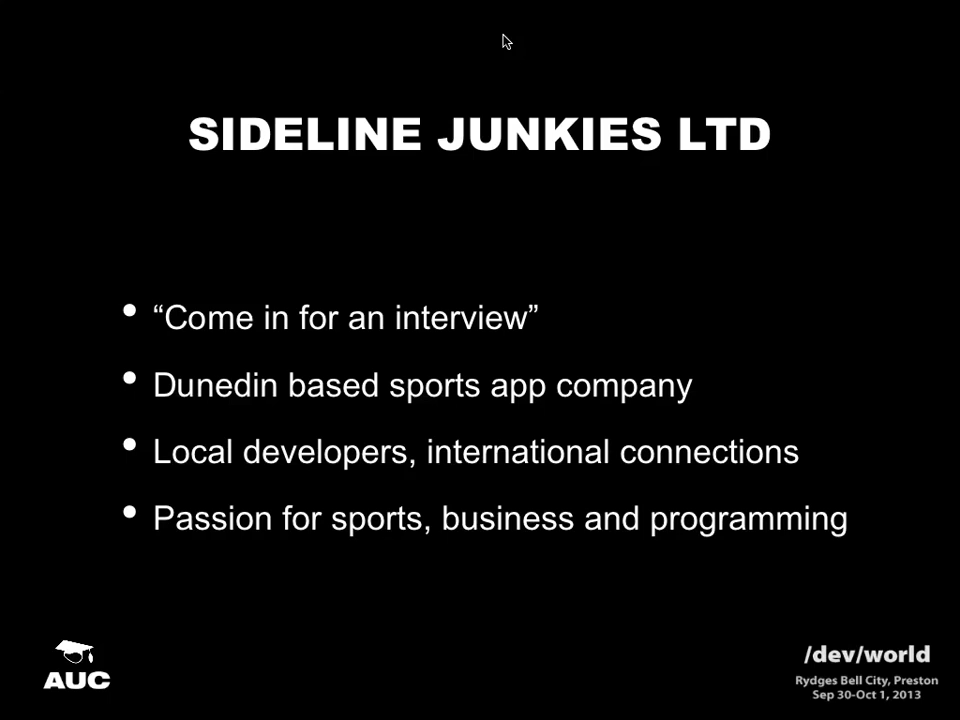 SIDELINE JUNKIES LTD
• “Come in for an interview”
• Dunedin based sports app company
• Local developers, international connections
• Passion for sports, business and programming
AUC
/dev/world
Rydges Bell City, Preston
Sep 30-Oct 1, 2013